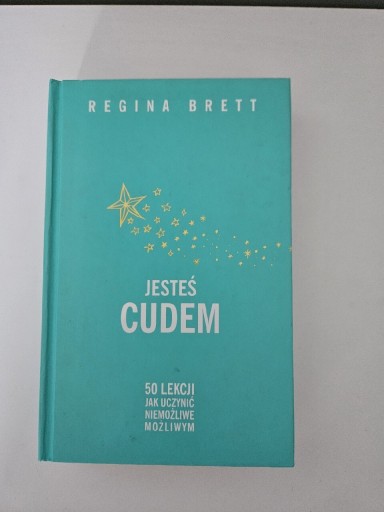 REGINA BRETT
JESTEŚ
CUDEM
50 LEKCJI
JAK UCZYNIĆ
NIEMOŻLIWE
MOŻLIWYM